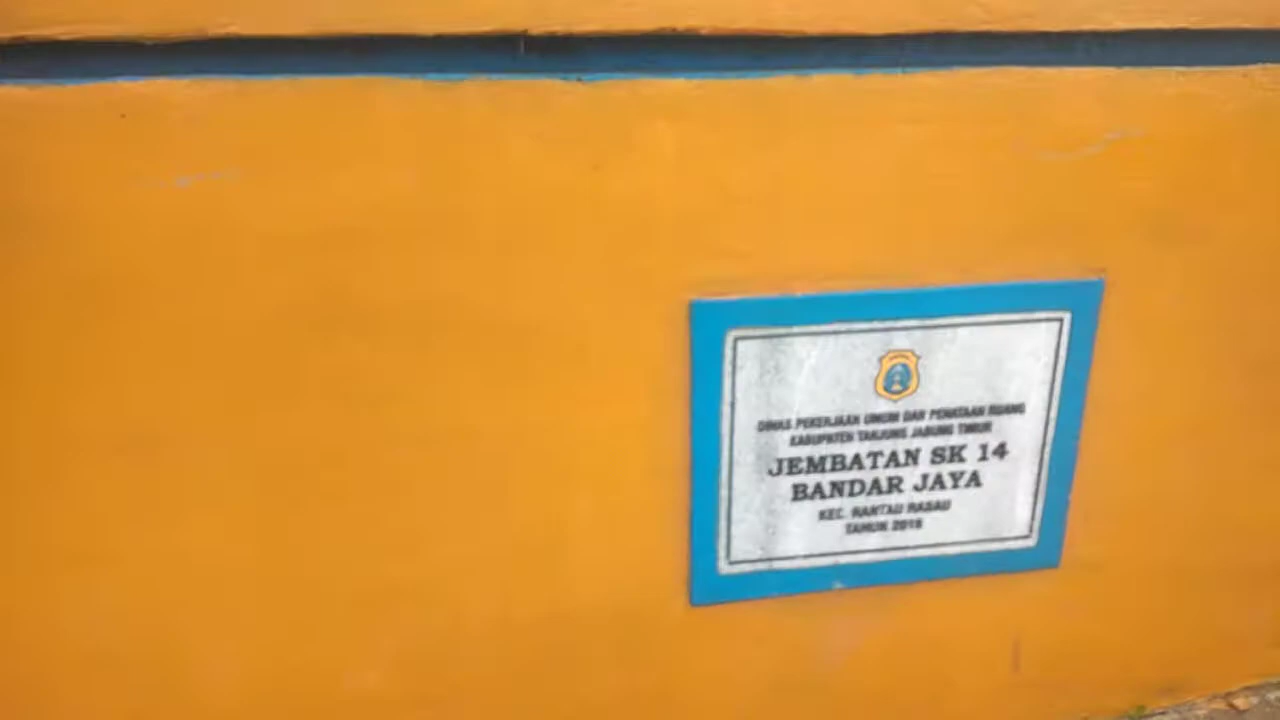 DINAS PEKERJAAN UMUM DAN PENATAAN RUANG
KABUPATEN TANJUNG JABUNG TIMUR
JEMBATAN SK 14
BANDAR JAYA
KEC. RANTAU RASAU
TAHUN